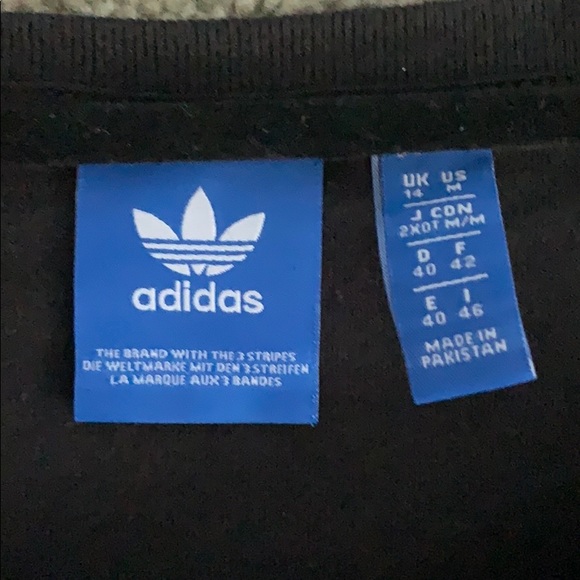 adidas
THE BRAND WITH THE 3 STRIPES
DIE WELTMARKE MIT DEN 3 STREIFEN
LA MARQUE AUX 3 BANDES
UK US
14 M
J CDN
2XOT M/M
D F
40 42
E I
40 46
MADE IN
PAKISTAN